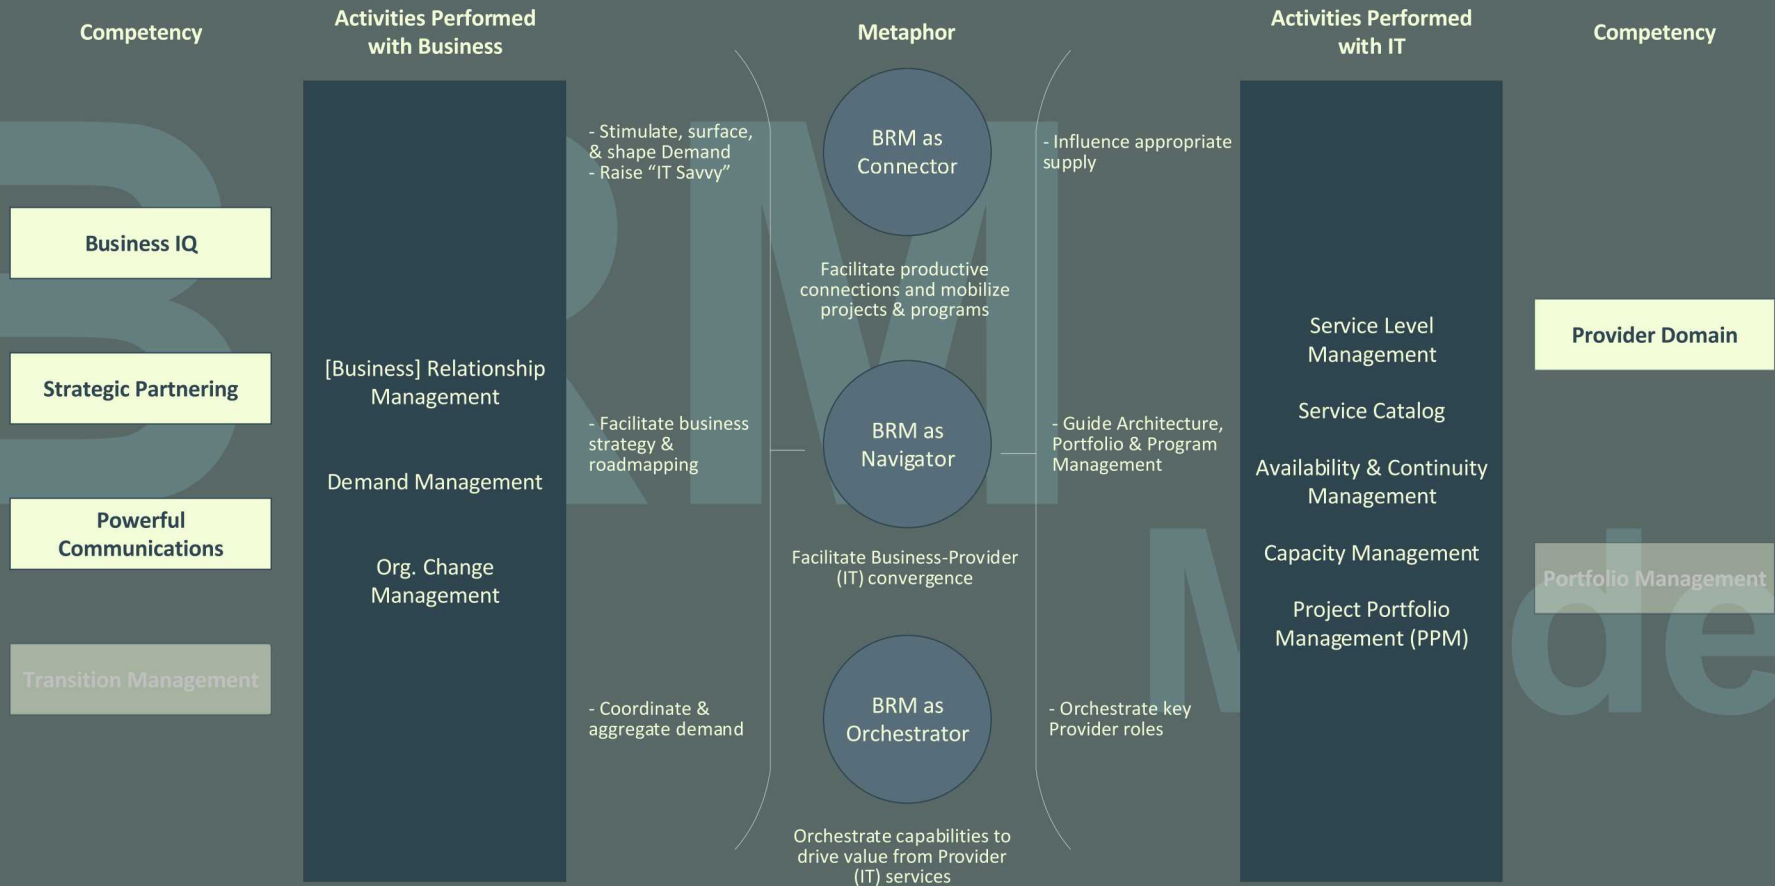 Competency
Activities Performed
with Business
Metaphor
Activities Performed
with IT
Competency
BRM
Model
Business IQ
Strategic Partnering
Powerful
Communications
Transition Management
[Business] Relationship
Management
Demand Management
Org. Change
Management
- Stimulate, surface,
& shape Demand
- Raise “IT Savvy”
- Facilitate business
strategy &
roadmapping
- Coordinate &
aggregate demand
BRM as
Connector
Facilitate productive
connections and mobilize
projects & programs
BRM as
Navigator
Facilitate Business-Provider
(IT) convergence
BRM as
Orchestrator
Orchestrate capabilities to
drive value from Provider
(IT) services
- Influence appropriate
supply
- Guide Architecture,
Portfolio & Program
Management
- Orchestrate key
Provider roles
Service Level
Management
Service Catalog
Availability & Continuity
Management
Capacity Management
Project Portfolio
Management (PPM)
Provider Domain
Portfolio Management